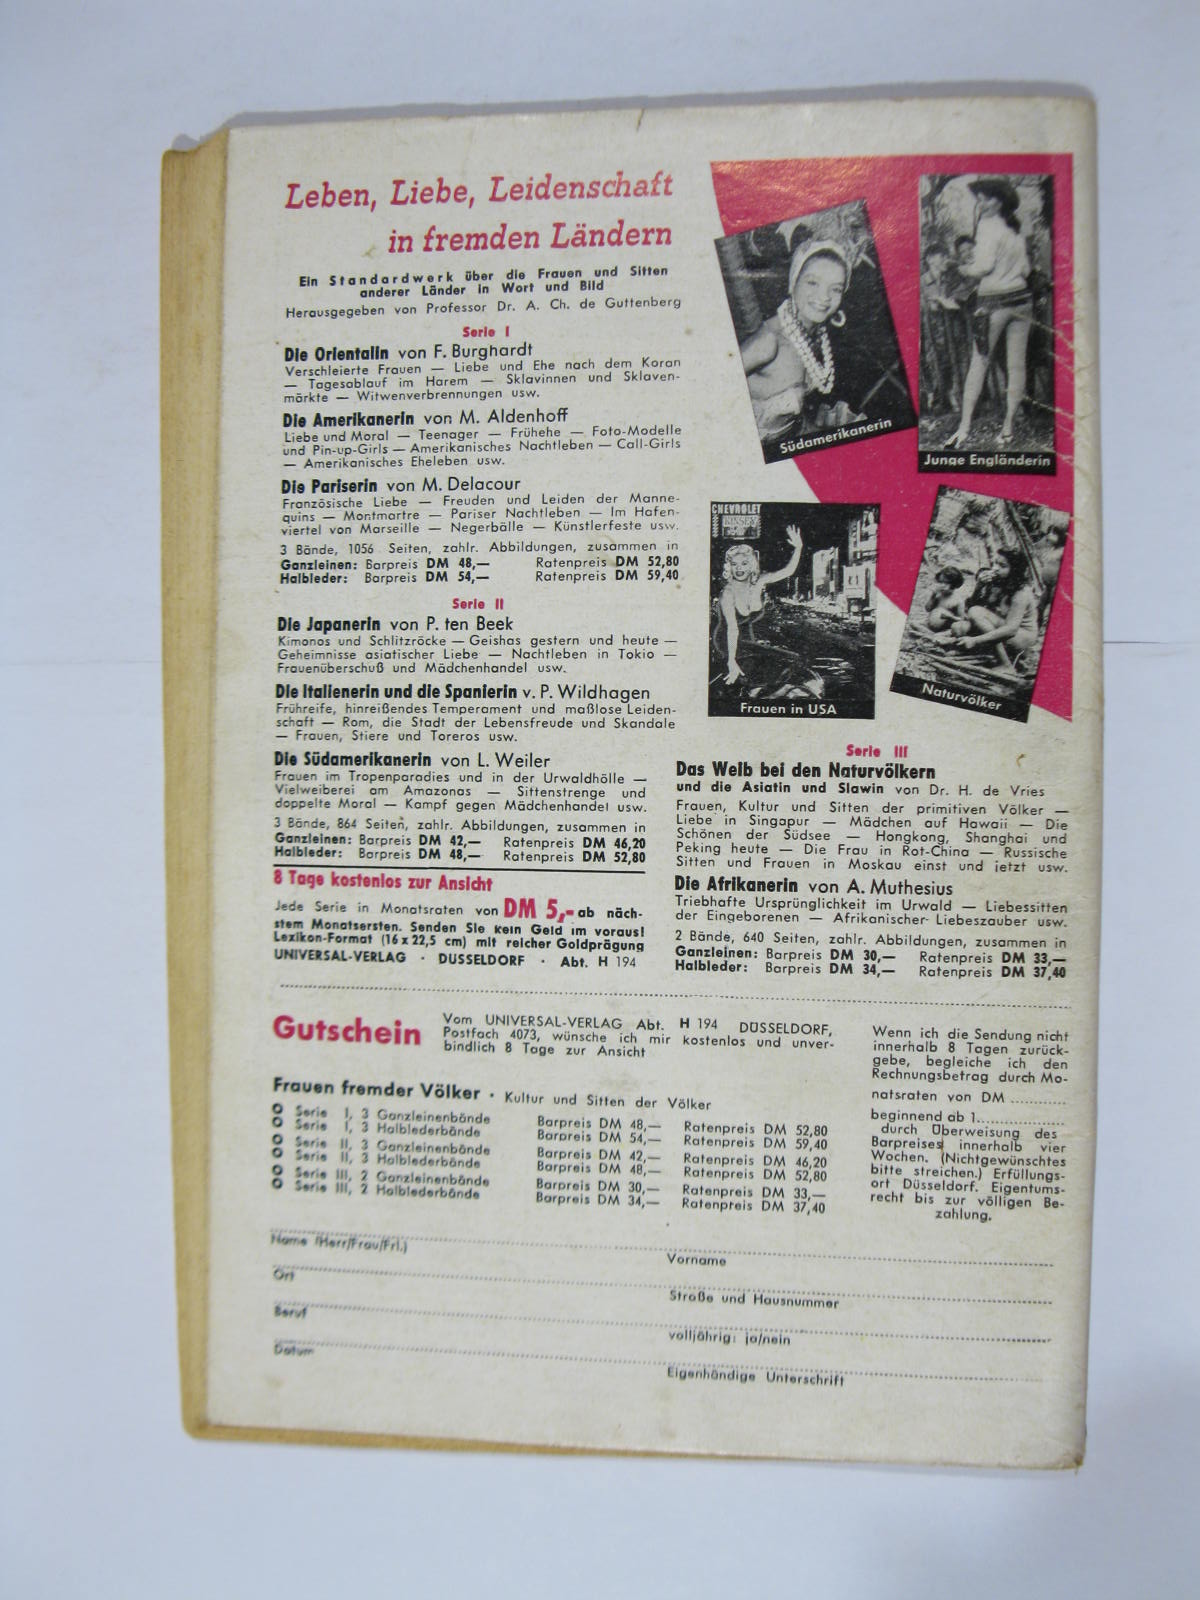 Leben, Liebe, Leidenschaft
in fremden Ländern
Ein Standardwerk über die Frauen und Sitten
anderer Länder in Wort und Bild
Herausgegeben von Professor Dr. A. Ch. de Guttenberg
Serie I
Die Orientalin von F. Burghardt
Verschleierte Frauen — Liebe und Ehe nach dem Koran
— Tagesablauf im Harem — Sklavinnen und Sklaven-
märkte — Witwenverbrennungen usw.
Die Amerikanerin von M. Aldenhoff
Liebe und Moral — Teenager — Frühehe — Foto-Modelle
und Pin-up-Girls — Amerikanisches Nachtleben — Call-Girls
— Amerikanisches Eheleben usw.
Die Pariserin von M. Delacour
Französische Liebe — Freuden und Leiden der Manne-
quins — Montmartre — Pariser Nachtleben — Im Hafen-
viertel von Marseille — Negerbälle — Künstlerfeste usw.
3 Bände, 1056 Seiten, zahlr. Abbildungen, zusammen in
Ganzleinen: Barpreis DM 48,— Ratenpreis DM 52,80
Halbleder: Barpreis DM 54,— Ratenpreis DM 59,40
Serie II
Die Japanerin von P. ten Beek
Kimonos und Schlitzröcke — Geishas gestern und heute —
Geheimnisse asiatischer Liebe — Nachtleben in Tokio —
Frauenüberschuß und Mädchenhandel usw.
Die Italienerin und die Spanierin v. P. Wildhagen
Frühreife, hinreißendes Temperament und maßlose Leiden-
schaft — Rom, die Stadt der Lebensfreude und Skandale
— Frauen, Stiere und Toreros usw.
Die Südamerikanerin von L. Weiler
Frauen im Tropenparadies und in der Urwaldhölle —
Vielweiberei am Amazonas — Sittenstrenge und
doppelte Moral — Kampf gegen Mädchenhandel usw.
3 Bände, 864 Seiten, zahlr. Abbildungen, zusammen in
Ganzleinen: Barpreis DM 42,— Ratenpreis DM 46,20
Halbleder: Barpreis DM 48,— Ratenpreis DM 52,80
8 Tage kostenlos zur Ansicht
Jede Serie in Monatsraten von DM 5,- ab näch-
stem Monatsersten. Senden Sie kein Geld im voraus!
Lexikon-Format (16 x 22,5 cm) mit reicher Goldprägung
UNIVERSAL-VERLAG · DÜSSELDORF · Abt. H 194
Südamerikanerin
Junge Engländerin
CHEVROLET
KINSEY
Frauen in USA
Naturvölker
Serie III
Das Weib bei den Naturvölkern
und die Asiatin und Slawin von Dr. H. de Vries
Frauen, Kultur und Sitten der primitiven Völker —
Liebe in Singapur — Mädchen auf Hawaii — Die
Schönen der Südsee — Hongkong, Shanghai und
Peking heute — Die Frau in Rot-China — Russische
Sitten und Frauen in Moskau einst und jetzt usw.
Die Afrikanerin von A. Muthesius
Triebhafte Ursprünglichkeit im Urwald — Liebessitten
der Eingeborenen — Afrikanischer Liebeszauber usw.
2 Bände, 640 Seiten, zahlr. Abbildungen, zusammen in
Ganzleinen: Barpreis DM 30,— Ratenpreis DM 33,—
Halbleder: Barpreis DM 34,— Ratenpreis DM 37,40
Gutschein
Vom UNIVERSAL-VERLAG Abt. H 194 DÜSSELDORF,
Postfach 4073, wünsche ich mir kostenlos und unver-
bindlich 8 Tage zur Ansicht
Frauen fremder Völker · Kultur und Sitten der Völker
O Serie I, 3 Ganzleinenbände Barpreis DM 48,— Ratenpreis DM 52,80
O Serie I, 3 Halblederbände Barpreis DM 54,— Ratenpreis DM 59,40
O Serie II, 3 Ganzleinenbände Barpreis DM 42,— Ratenpreis DM 46,20
O Serie II, 3 Halblederbände Barpreis DM 48,— Ratenpreis DM 52,80
O Serie III, 2 Ganzleinenbände Barpreis DM 30,— Ratenpreis DM 33,—
O Serie III, 2 Halblederbände Barpreis DM 34,— Ratenpreis DM 37,40
Wenn ich die Sendung nicht
innerhalb 8 Tagen zurück-
gebe, begleiche ich den
Rechnungsbetrag durch Mo-
natsraten von DM ............
beginnend ab 1..................
durch Überweisung des
Barpreises innerhalb vier
Wochen. (Nichtgewünschtes
bitte streichen.) Erfüllungs-
ort Düsseldorf. Eigentums-
recht bis zur völligen Be-
zahlung.
Name (Herr/Frau/Frl.)
Vorname
Ort
Straße und Hausnummer
Beruf
volljährig: ja/nein
Datum
Eigenhändige Unterschrift